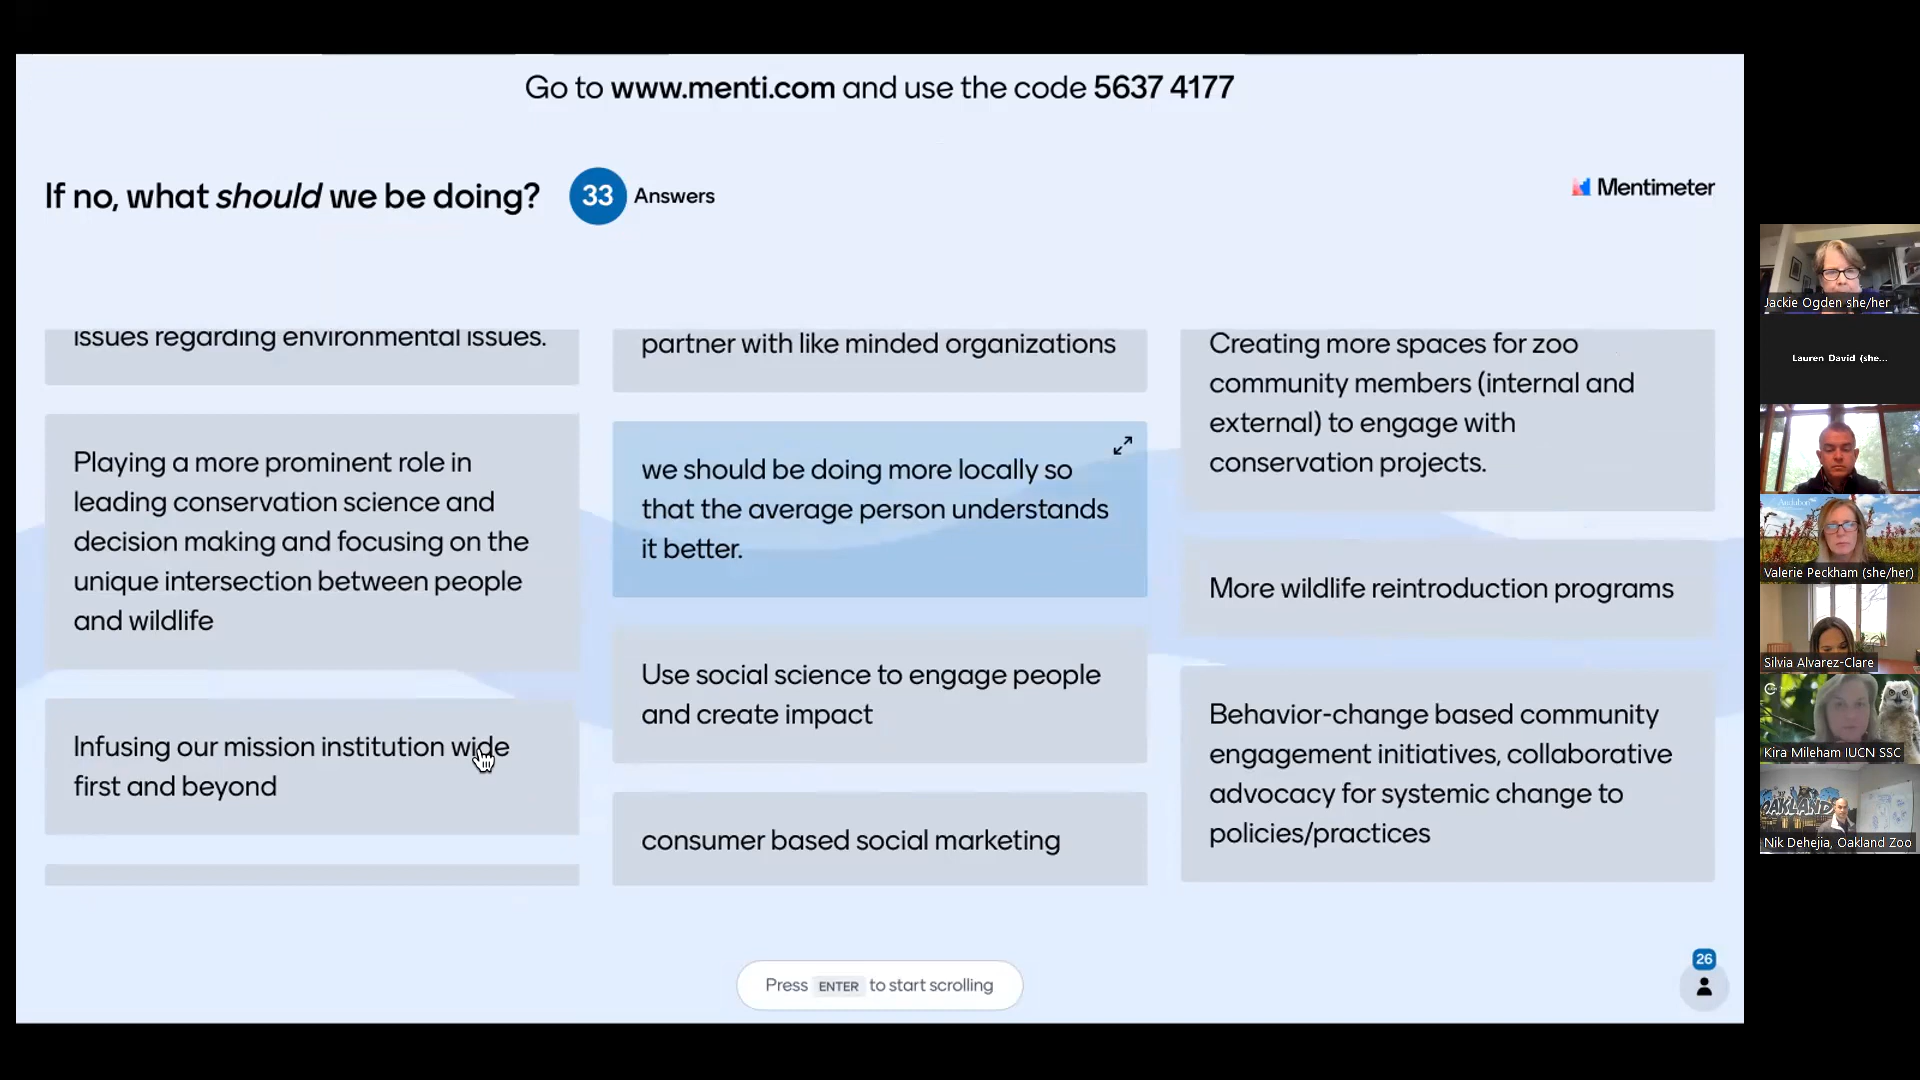 Go to www.menti.com and use the code 5637 4177
If no, what should we be doing?
33
Answers
Mentimeter
issues regarding environmental issues.
Playing a more prominent role in
leading conservation science and
decision making and focusing on the
unique intersection between people
and wildlife
Infusing our mission institution wide
first and beyond
partner with like minded organizations
we should be doing more locally so
that the average person understands
it better.
Use social science to engage people
and create impact
consumer based social marketing
Creating more spaces for zoo
community members (internal and
external) to engage with
conservation projects.
More wildlife reintroduction programs
Behavior-change based community
engagement initiatives, collaborative
advocacy for systemic change to
policies/practices
Press ENTER to start scrolling
26
Jackie Ogden she/her
Lauren David (she...
Audubon
Valerie Peckham (she/her)
Silvia Alvarez-Clare
Kira Mileham IUCN SSC
OAKLAND
Nik Dehejia, Oakland Zoo